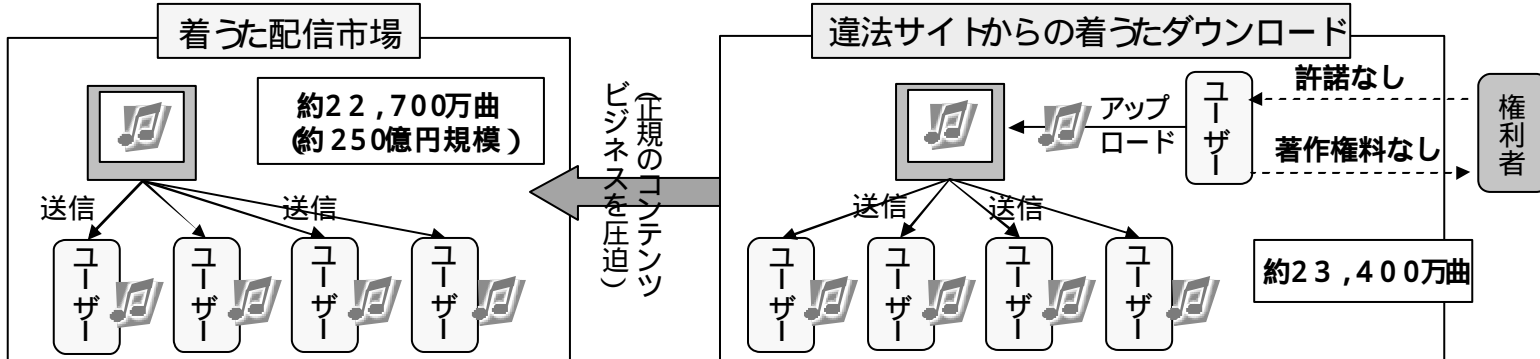 着うた配信市場
約22,700万曲
(約250億円規模)
送信
送信
ユーザー
ユーザー
ユーザー
ユーザー
(正規のコンテンツ
ビジネスを圧迫)
違法サイトからの着うたダウンロード
アップ
ロード
ユーザー
許諾なし
著作権料なし
権利者
送信
送信
ユーザー
ユーザー
ユーザー
ユーザー
約23,400万曲